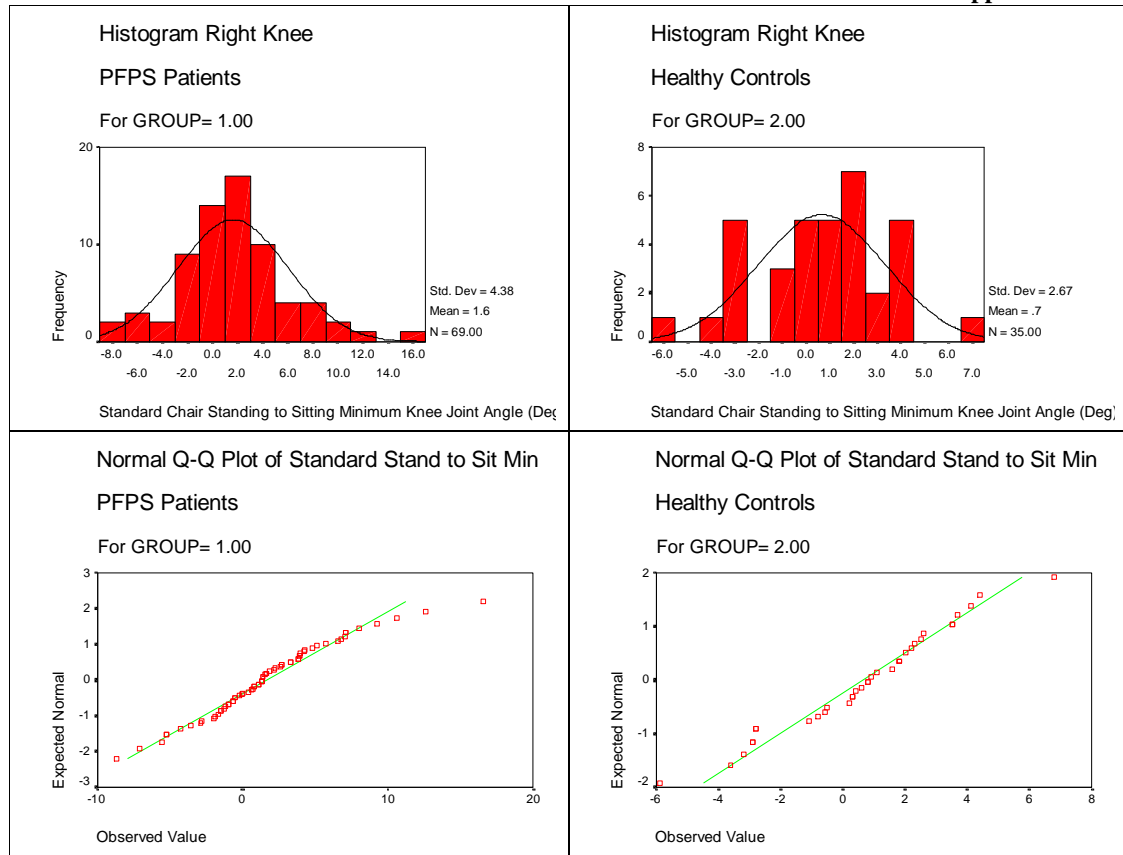 Histogram Right Knee
PFPS Patients
For GROUP= 1.00
20
10
0
Frequency
Std. Dev = 4.38
Mean = 1.6
N = 69.00
-8.0 -4.0 0.0 4.0 8.0 12.0 16.0
-6.0 -2.0 2.0 6.0 10.0 14.0
Standard Chair Standing to Sitting Minimum Knee Joint Angle (Deg
Histogram Right Knee
Healthy Controls
For GROUP= 2.00
8
6
4
2
0
Frequency
Std. Dev = 2.67
Mean = .7
N = 35.00
-6.0 -4.0 -2.0 0.0 2.0 4.0 6.0
-5.0 -3.0 -1.0 1.0 3.0 5.0 7.0
Standard Chair Standing to Sitting Minimum Knee Joint Angle (Deg)
Normal Q-Q Plot of Standard Stand to Sit Min
PFPS Patients
For GROUP= 1.00
3
2
1
0
-1
-2
-3
Expected Normal
-10 0 10 20
Observed Value
Normal Q-Q Plot of Standard Stand to Sit Min
Healthy Controls
For GROUP= 2.00
2
1
0
-1
-2
Expected Normal
-6 -4 -2 0 2 4 6 8
Observed Value